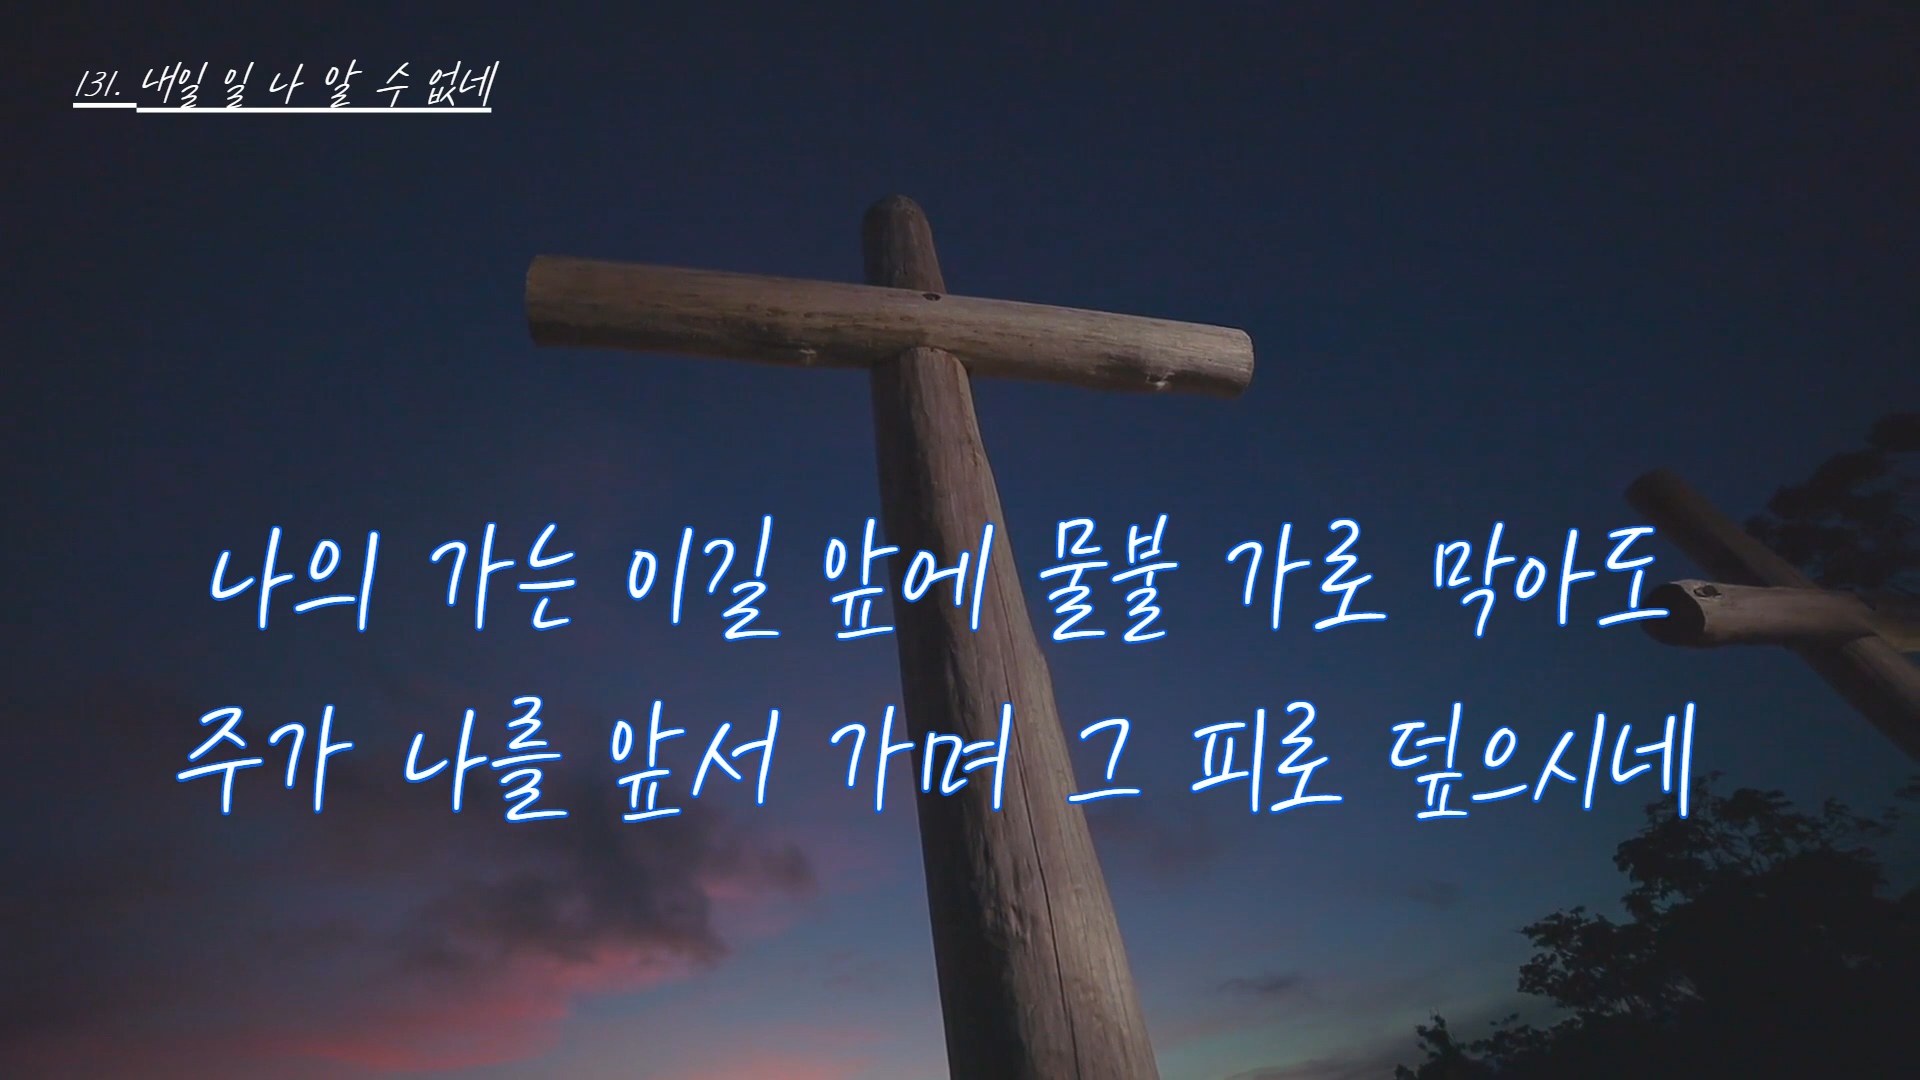 131. 내일 일 나 알 수 없네
나의 가는 이길 앞에 물불 가로 막아도
주가 나를 앞서 가며 그 피로 덮으시네